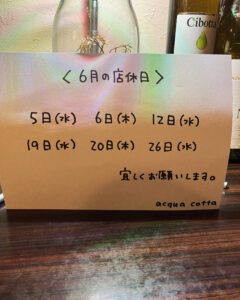 Cibotta
< 6月の店休日 >
5日(水) 6日(木) 12日(水)
19日(水) 20日(木) 26日(水)
宜しくお願いします。
acqua cotta